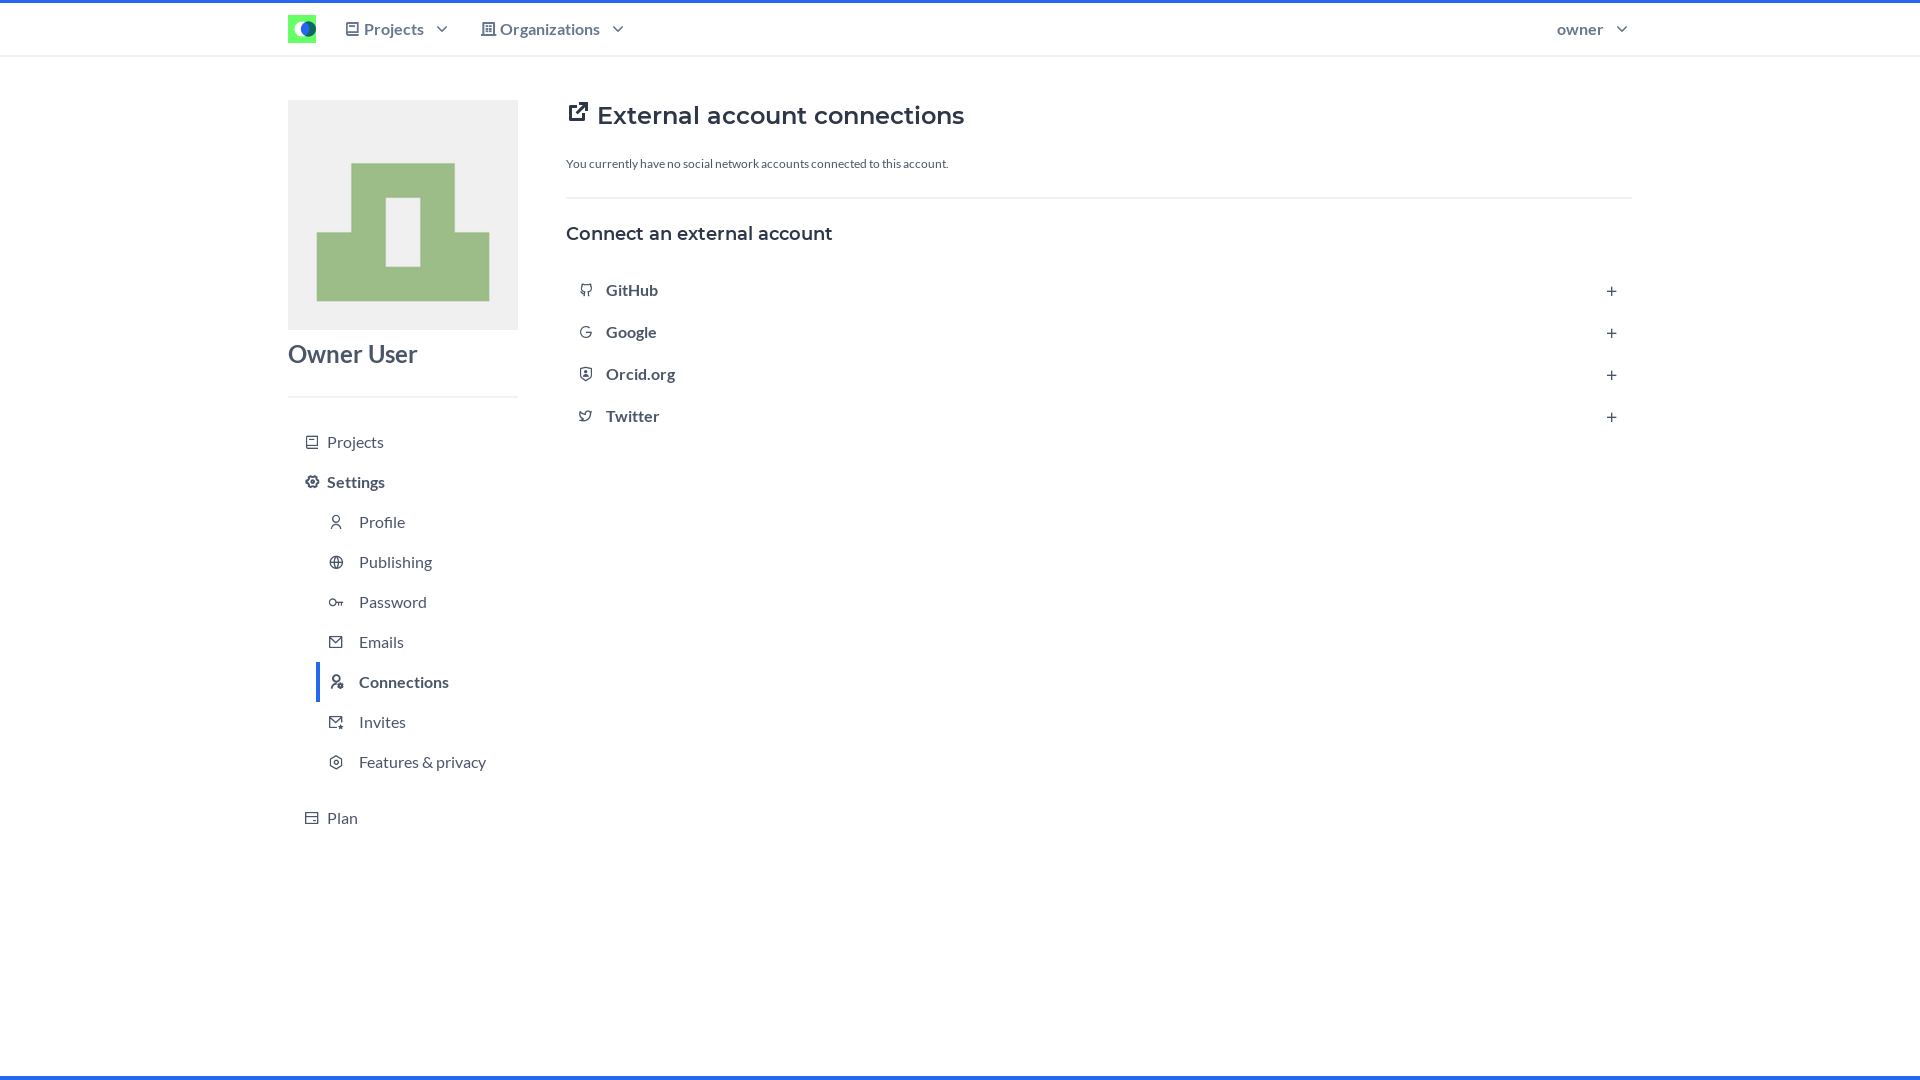 Projects
Organizations
owner
Owner User
Projects
Settings
Profile
Publishing
Password
Emails
Connections
Invites
Features & privacy
Plan
External account connections
You currently have no social network accounts connected to this account.
Connect an external account
GitHub
Google
Orcid.org
Twitter